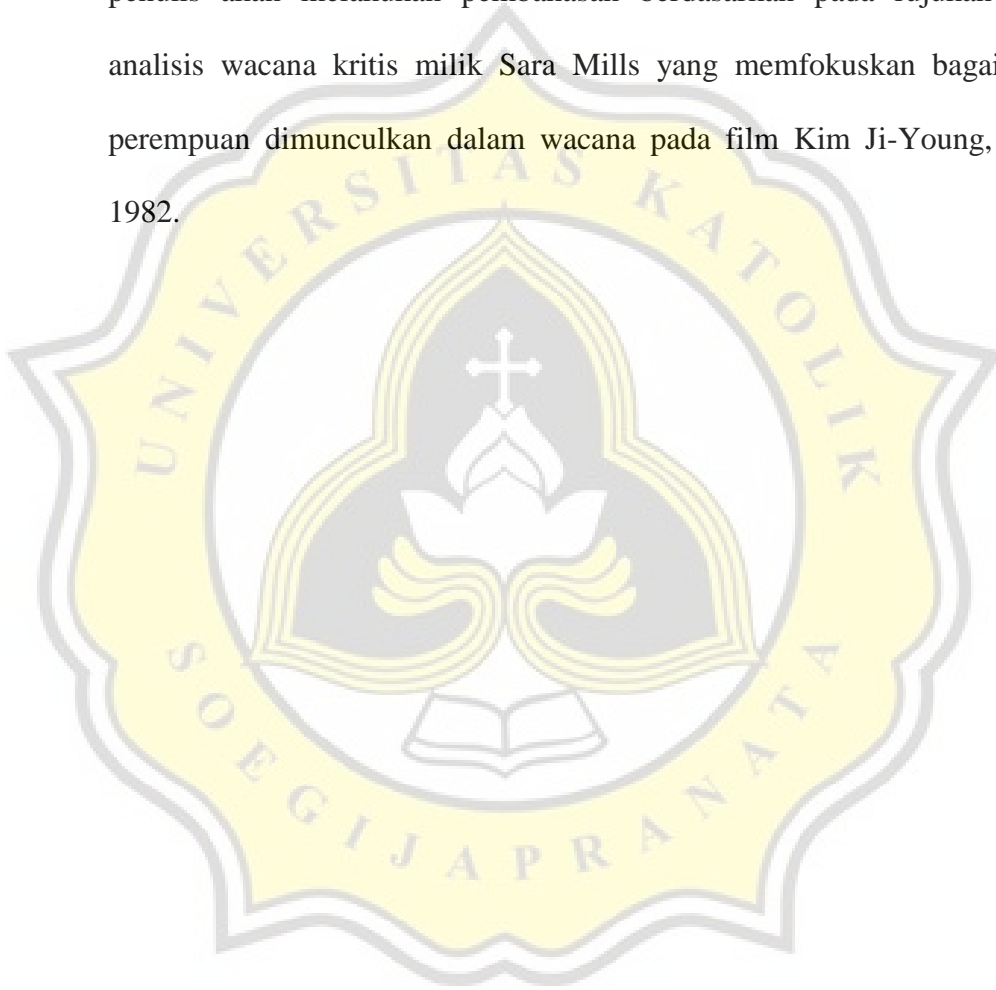 analisis wacana kritis milik Sara Mills yang memfokuskan
perempuan dimunculkan dalam wacana pada film Kim Ji-Young,
1982.
UNIVERSITAS KATOLIK
SOEGIJAPRANATA